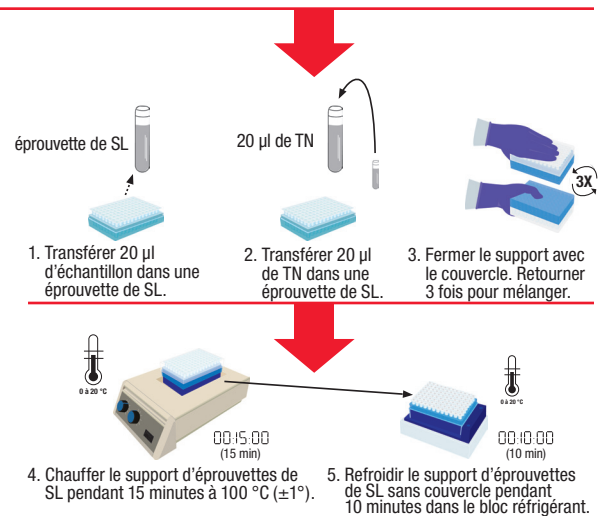 éprouvette de SL
20 µl de TN
3X
1. Transférer 20 µl
d’échantillon dans une
éprouvette de SL.
2. Transférer 20 µl
de TN dans une
éprouvette de SL.
3. Fermer le support avec
le couvercle. Retourner
3 fois pour mélanger.
0 à 20 °C
00:15:00
(15 min)
0 à 20 °C
00:10:00
(10 min)
4. Chauffer le support d’éprouvettes de
SL pendant 15 minutes à 100 °C (±1°).
5. Refroidir le support d’éprouvettes
de SL sans couvercle pendant
10 minutes dans le bloc réfrigérant.